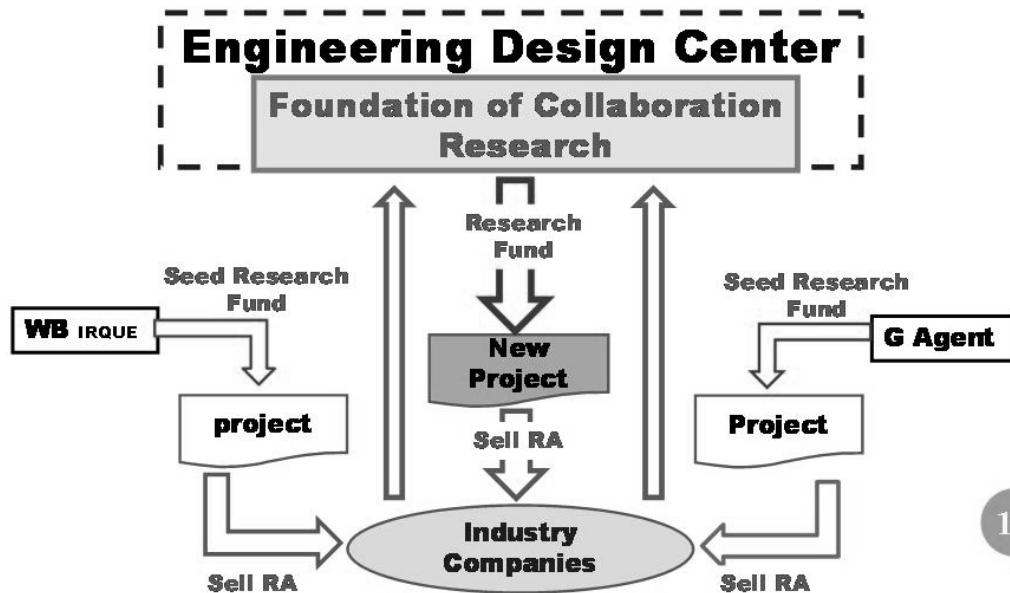 Engineering Design Center
Foundation of Collaboration
Research
Research
Fund
Seed Research
Fund
Seed Research
Fund
WB IRQUE
G Agent
New
Project
project
Project
Sell RA
Industry
Companies
Sell RA
Sell RA
1